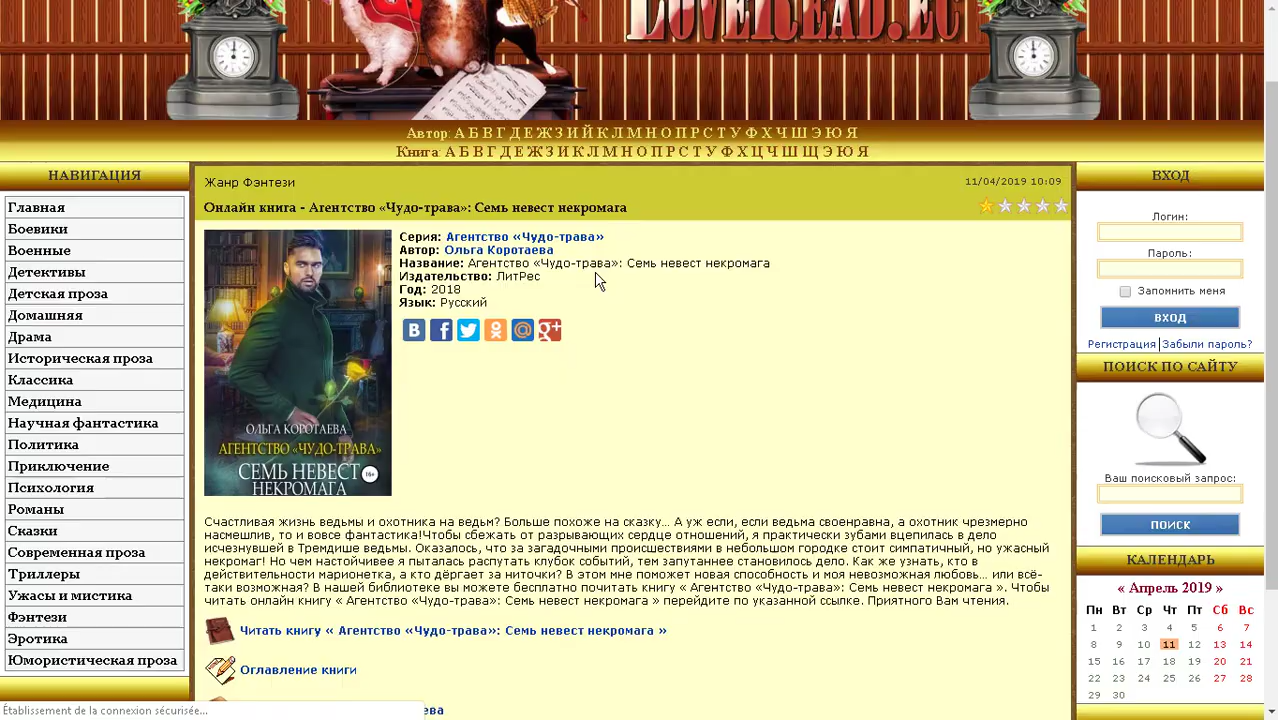 LOVEREAD.EC
Автор: А Б В Г Д Е Ж З И Й К Л М Н О П Р С Т У Ф Х Ч Ш Э Ю Я
Книга: А Б В Г Д Е Ж З И Й К Л М Н О П Р С Т У Ф Х Ц Ч Ш Щ Э Ю Я
НАВИГАЦИЯ
Главная
Боевики
Военные
Детективы
Детская проза
Домашняя
Драма
Историческая проза
Классика
Медицина
Научная фантастика
Политика
Приключение
Психология
Романы
Сказки
Современная проза
Триллеры
Ужасы и мистика
Фэнтези
Эротика
Юмористическая проза
Жанр Фэнтези
11/04/2019 10:09
Онлайн книга - Агентство «Чудо-трава»: Семь невест некромага
ОЛЬГА КОРОТАЕВА
АГЕНТСТВО «ЧУДО-ТРАВА»
СЕМЬ НЕВЕСТ
16+
НЕКРОМАГА
Серия: Агентство «Чудо-трава»
Автор: Ольга Коротаева
Название: Агентство «Чудо-трава»: Семь невест некромага
Издательство: ЛитРес
Год: 2018
Язык: Русский
Счастливая жизнь ведьмы и охотника на ведьм? Больше похоже на сказку... А уж если, если ведьма своенравна, а охотник чрезмерно
насмешлив, то и вовсе фантастика!Чтобы сбежать от разрывающих сердце отношений, я практически зубами вцепилась в дело
исчезнувшей в Тремдише ведьмы. Оказалось, что за загадочными происшествиями в небольшом городке стоит симпатичный, но ужасный
некромаг! Но чем настойчивее я пыталась распутать клубок событий, тем запутаннее становилось дело. Как же узнать, кто в
действительности марионетка, а кто дёргает за ниточки? В этом мне поможет новая способность и моя невозможная любовь... или всё-
таки возможная? В нашей библиотеке вы можете бесплатно почитать книгу « Агентство «Чудо-трава»: Семь невест некромага ». Чтобы
читать онлайн книгу « Агентство «Чудо-трава»: Семь невест некромага » перейдите по указанной ссылке. Приятного Вам чтения.
Читать книгу « Агентство «Чудо-трава»: Семь невест некромага »
Оглавление книги
ева
ВХОД
Логин:
Пароль:
Запомнить меня
ВХОД
Регистрация|Забыли пароль?
ПОИСК ПО САЙТУ
Ваш поисковый запрос:
ПОИСК
КАЛЕНДАРЬ
« Апрель 2019 »
Пн Вт Ср Чт Пт Сб Вс
1 2 3 4 5 6 7
8 9 10 11 12 13 14
15 16 17 18 19 20 21
22 23 24 25 26 27 28
29 30
Établissement de la connexion sécurisée...